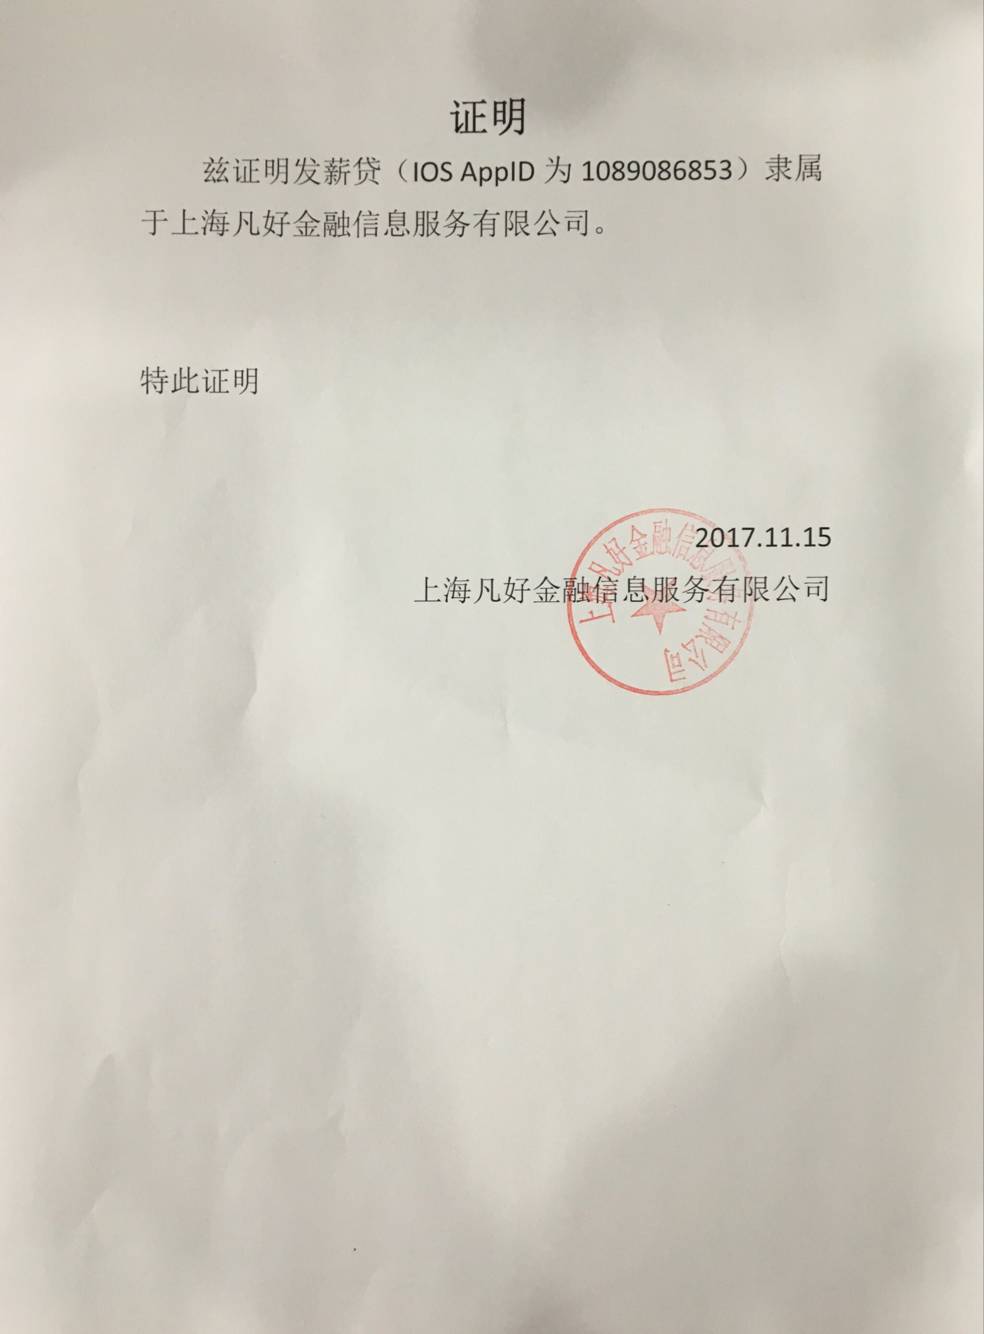 证明
兹证明发薪贷（IOS AppID 为 1089086853）隶属
于上海凡好金融信息服务有限公司。
特此证明
2017.11.15
上海凡好金融信息服务有限公司
上海凡好金融信息服务有限公司